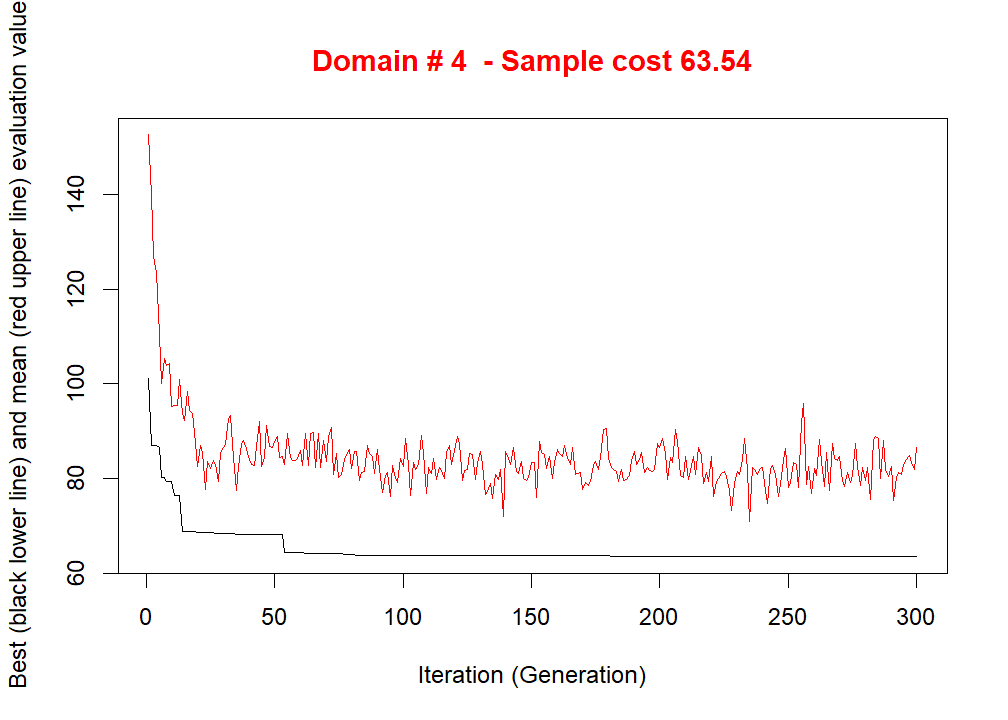 Domain # 4  - Sample cost 63.54
Best (black lower line) and mean (red upper line) evaluation value
140
120
100
80
60
0 50 100 150 200 250 300
Iteration (Generation)